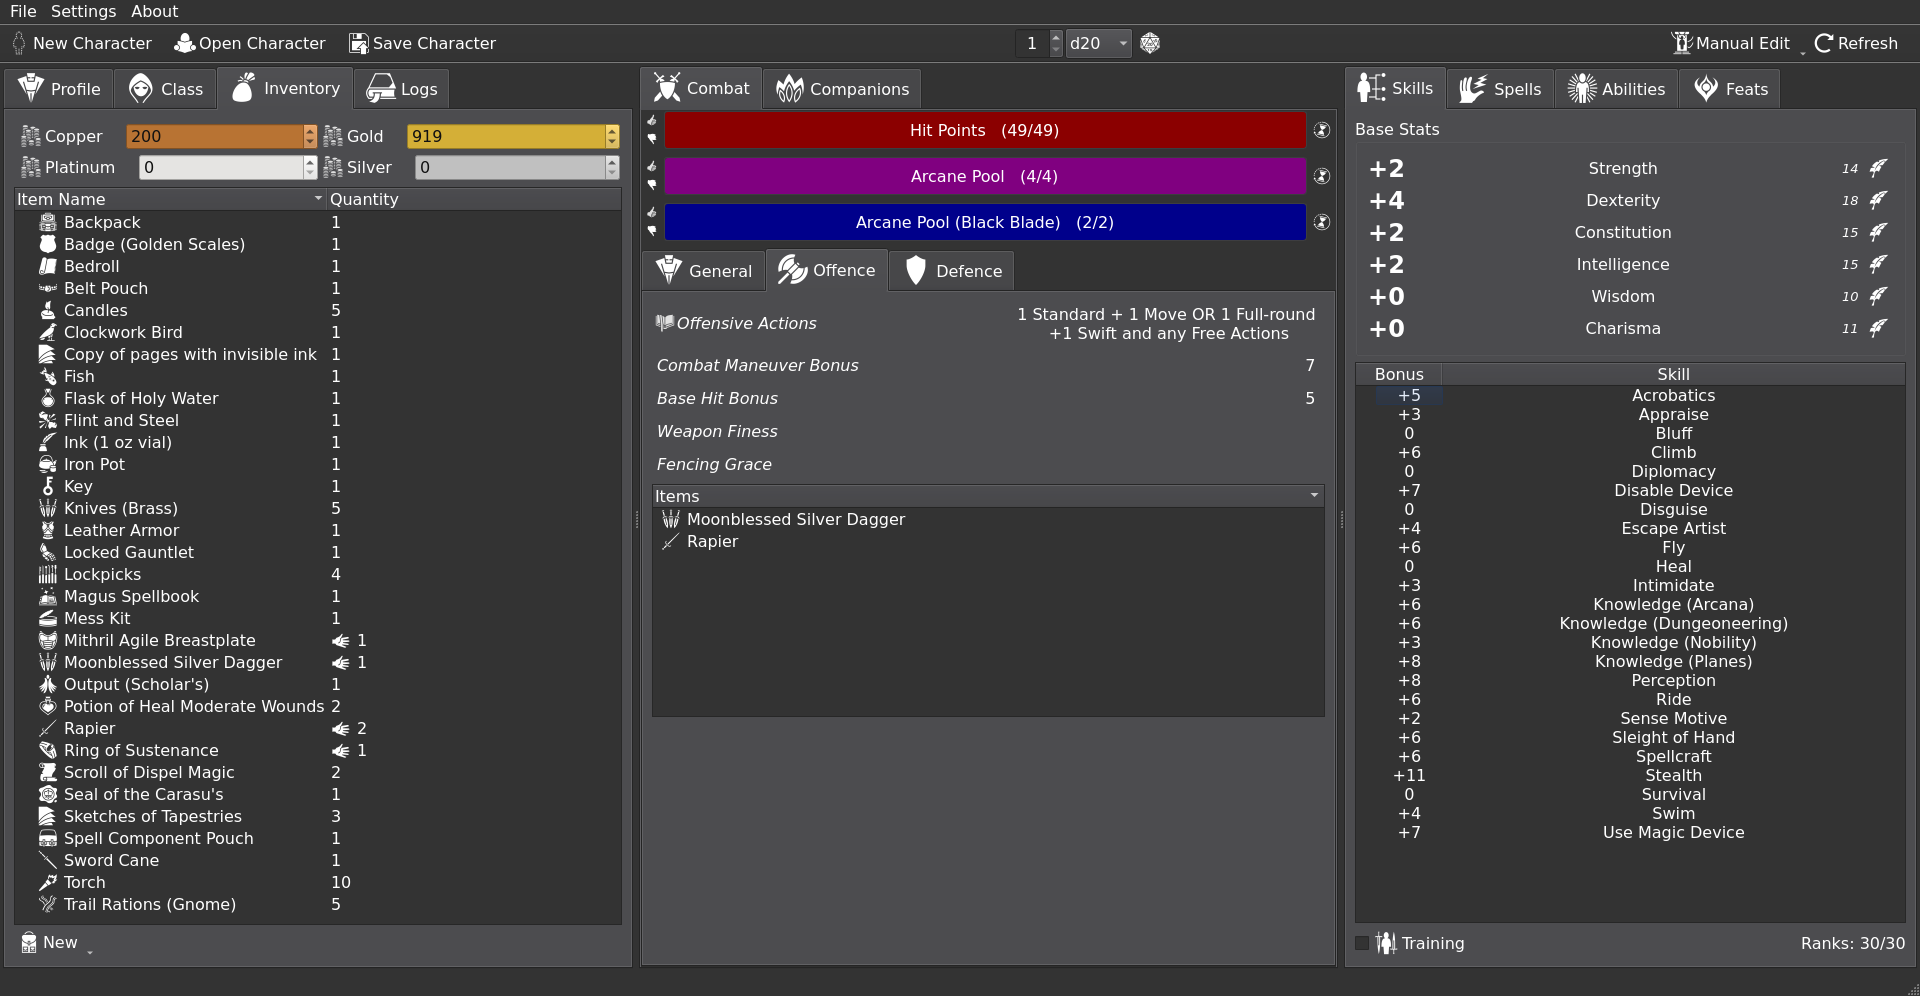 File Settings About
New Character Open Character Save Character 1 d20 Manual Edit Refresh
Profile Class Inventory Logs
Copper 200 Gold 919
Platinum 0 Silver 0
Item Name Quantity
Backpack 1
Badge (Golden Scales) 1
Bedroll 1
Belt Pouch 1
Candles 5
Clockwork Bird 1
Copy of pages with invisible ink 1
Fish 1
Flask of Holy Water 1
Flint and Steel 1
Ink (1 oz vial) 1
Iron Pot 1
Key 1
Knives (Brass) 5
Leather Armor 1
Locked Gauntlet 1
Lockpicks 4
Magus Spellbook 1
Mess Kit 1
Mithril Agile Breastplate 1
Moonblessed Silver Dagger 1
Output (Scholar's) 1
Potion of Heal Moderate Wounds 2
Rapier 2
Ring of Sustenance 1
Scroll of Dispel Magic 2
Seal of the Carasu's 1
Sketches of Tapestries 3
Spell Component Pouch 1
Sword Cane 1
Torch 10
Trail Rations (Gnome) 5
New
Combat Companions
Hit Points (49/49)
Arcane Pool (4/4)
Arcane Pool (Black Blade) (2/2)
General Offence Defence
Offensive Actions 1 Standard + 1 Move OR 1 Full-round
+1 Swift and any Free Actions
Combat Maneuver Bonus 7
Base Hit Bonus 5
Weapon Finess
Fencing Grace
Items
Moonblessed Silver Dagger
Rapier
Skills Spells Abilities Feats
Base Stats
+2 Strength 14
+4 Dexterity 18
+2 Constitution 15
+2 Intelligence 15
+0 Wisdom 10
+0 Charisma 11
Bonus Skill
+5 Acrobatics
+3 Appraise
0 Bluff
+6 Climb
0 Diplomacy
+7 Disable Device
0 Disguise
+4 Escape Artist
+6 Fly
0 Heal
+3 Intimidate
+6 Knowledge (Arcana)
+6 Knowledge (Dungeoneering)
+3 Knowledge (Nobility)
+8 Knowledge (Planes)
+8 Perception
+6 Ride
+2 Sense Motive
+6 Sleight of Hand
+6 Spellcraft
+11 Stealth
0 Survival
+4 Swim
+7 Use Magic Device
Training Ranks: 30/30